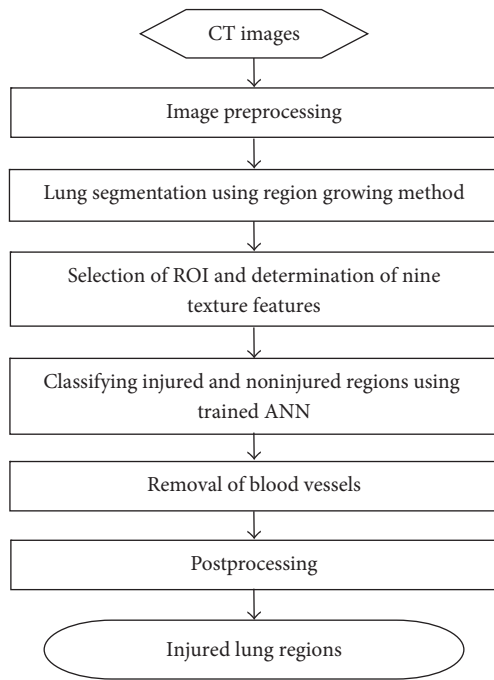 CT images
Image preprocessing
Lung segmentation using region growing method
Selection of ROI and determination of nine
texture features
Classifying injured and noninjured regions using
trained ANN
Removal of blood vessels
Postprocessing
Injured lung regions